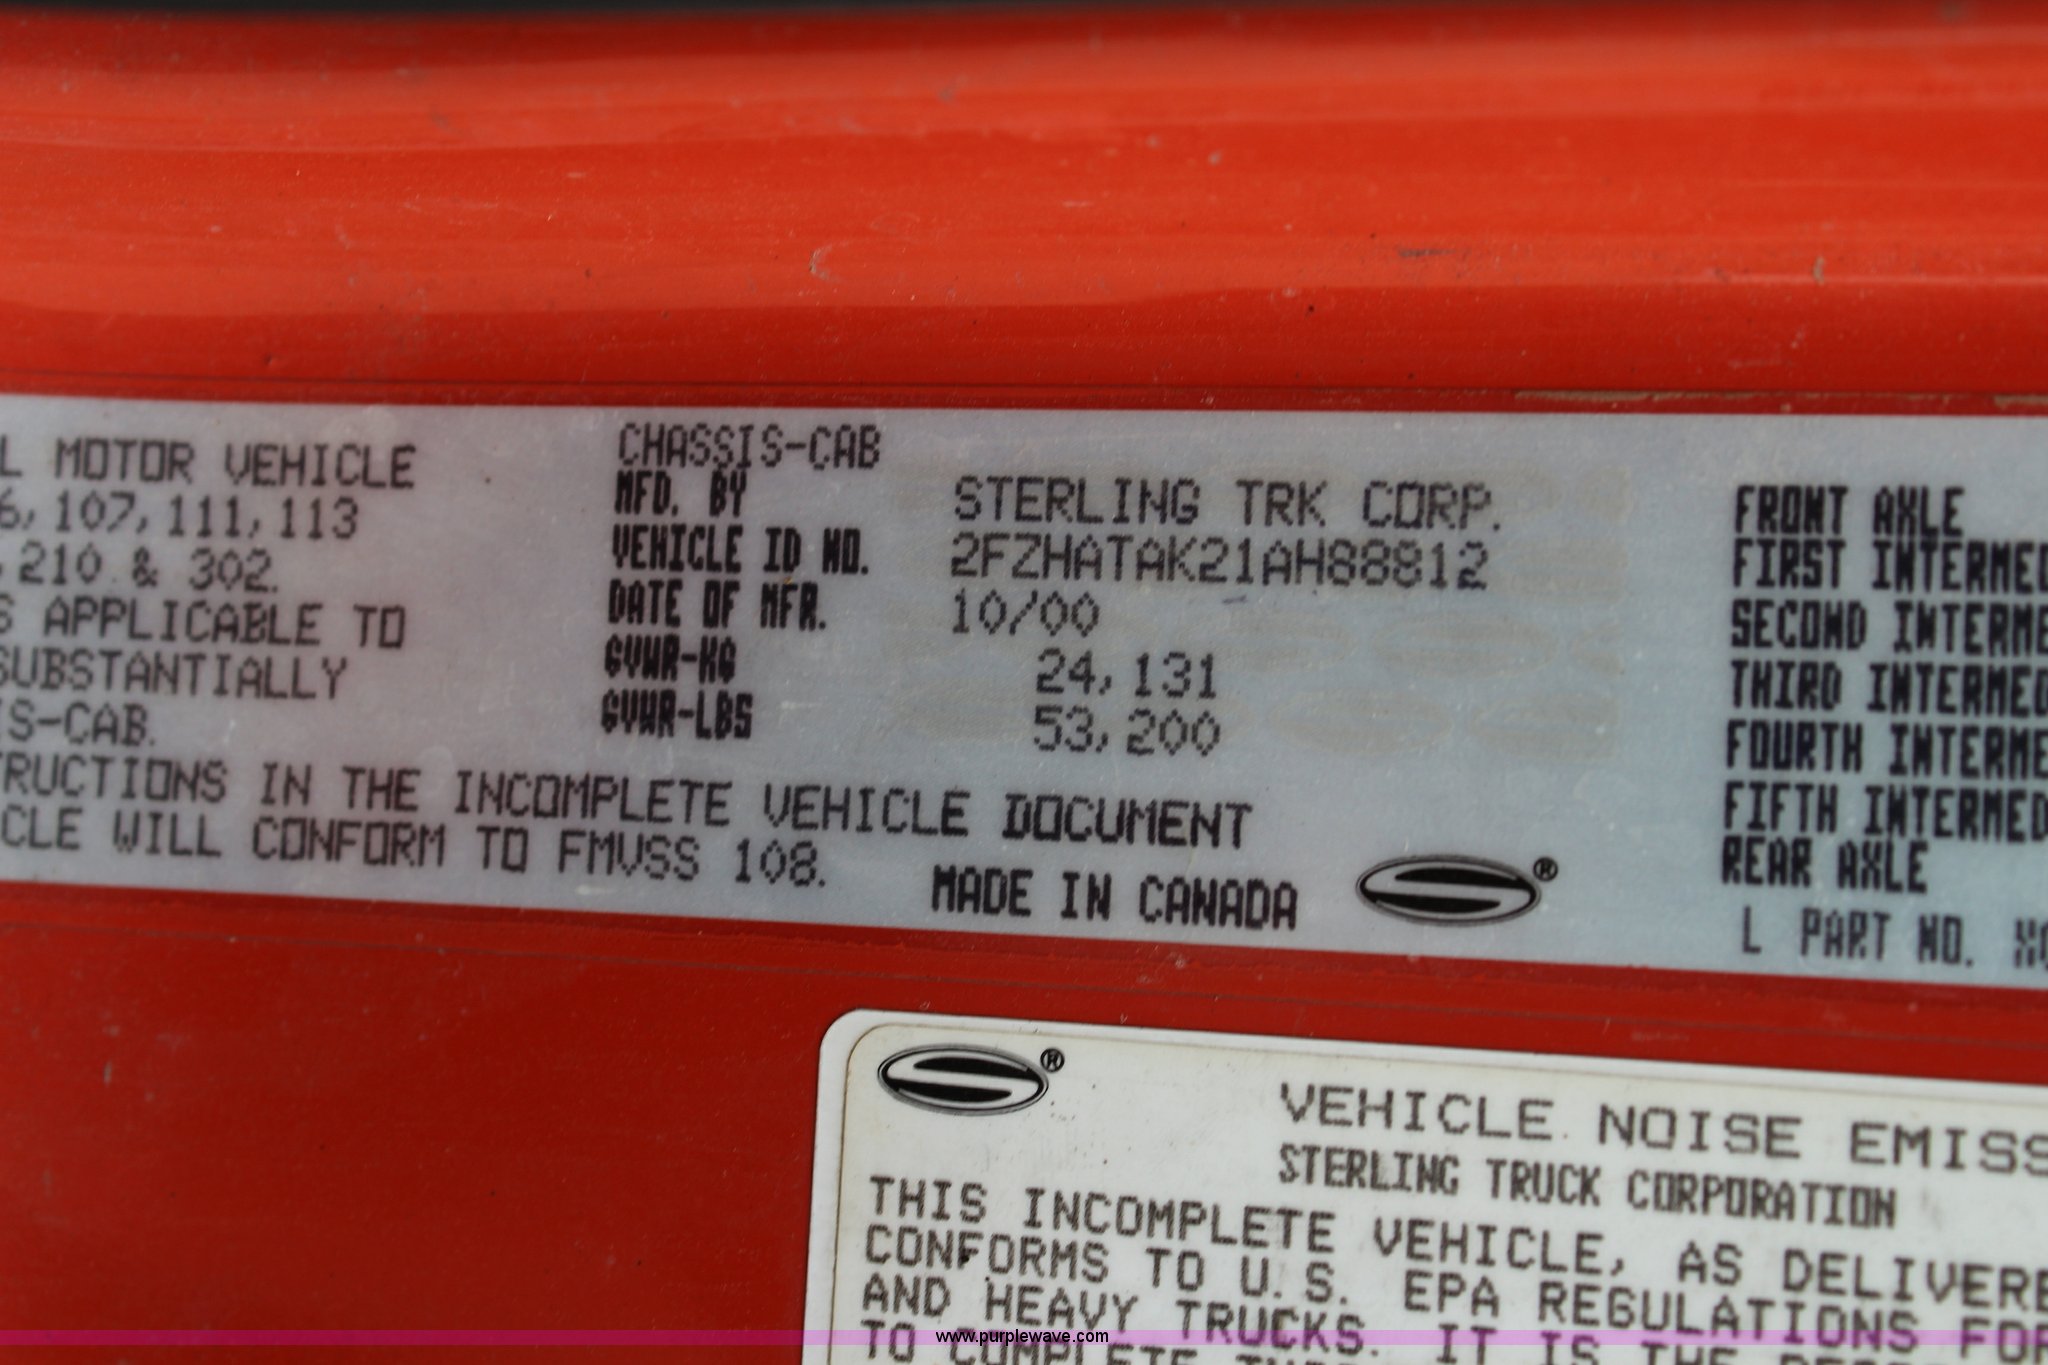 L MOTOR VEHICLE
6, 107, 111, 113
, 210 & 302.
S APPLICABLE TO
SUBSTANTIALLY
IS-CAB.
TRUCTIONS IN THE INCOMPLETE VEHICLE DOCUMENT
CLE WILL CONFORM TO FMVSS 108.
CHASSIS-CAB
MFD. BY STERLING TRK CORP.
VEHICLE ID NO. 2FZHATAK21AH88812
DATE OF MFR. 10/00
GVWR-KG 24, 131
GVWR-LBS 53, 200
MADE IN CANADA
®
FRONT AXLE
FIRST INTERMED
SECOND INTERME
THIRD INTERMED
FOURTH INTERME
FIFTH INTERMED
REAR AXLE
L PART NO.
®
VEHICLE NOISE EMISS
STERLING TRUCK CORPORATION
THIS INCOMPLETE VEHICLE, AS DELIVERE
CONFORMS TO U.S. EPA REGULATIONS FOR
AND HEAVY TRUCKS. IT IS THE
TO COMPLETE
www.purplewave.com